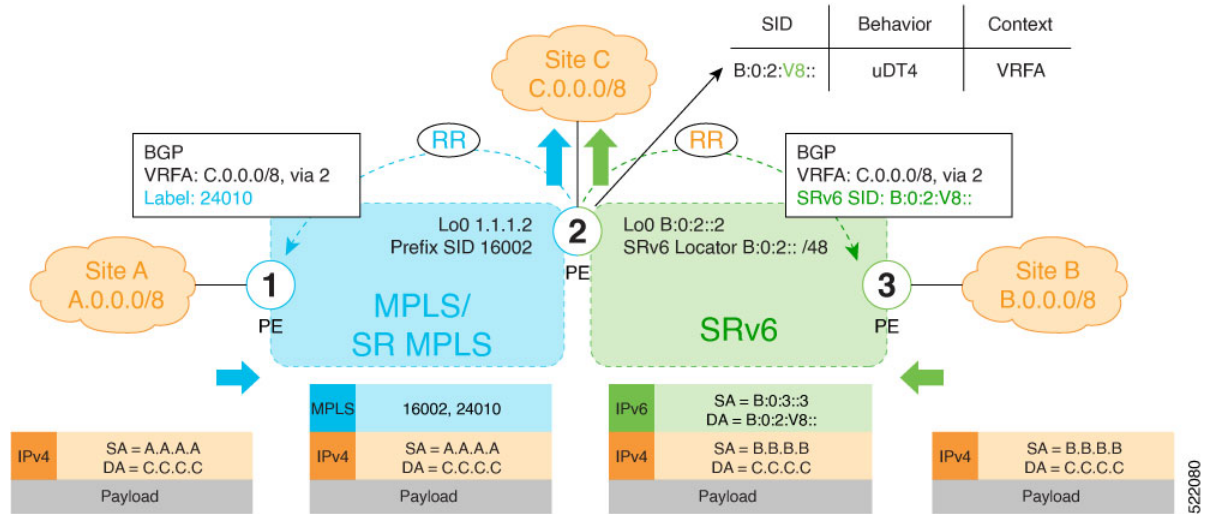 SID Behavior Context
B:0:2:V8:: uDT4 VRFA
Site C
C.0.0.0/8
RR
RR
BGP
VRFA: C.0.0.0/8, via 2
Label: 24010
BGP
VRFA: C.0.0.0/8, via 2
SRv6 SID: B:0:2:V8::
Lo0 1.1.1.2
Prefix SID 16002
2
PE
Lo0 B:0:2::2
SRv6 Locator B:0:2:: /48
Site A
A.0.0.0/8
1
PE
MPLS/
SR MPLS
SRv6
3
PE
Site B
B.0.0.0/8
MPLS 16002, 24010
IPv6 SA = B:0:3::3
DA = B:0:2:V8::
IPv4 SA = A.A.A.A
DA = C.C.C.C
Payload
IPv4 SA = A.A.A.A
DA = C.C.C.C
Payload
IPv4 SA = B.B.B.B
DA = C.C.C.C
Payload
IPv4 SA = B.B.B.B
DA = C.C.C.C
Payload
522080